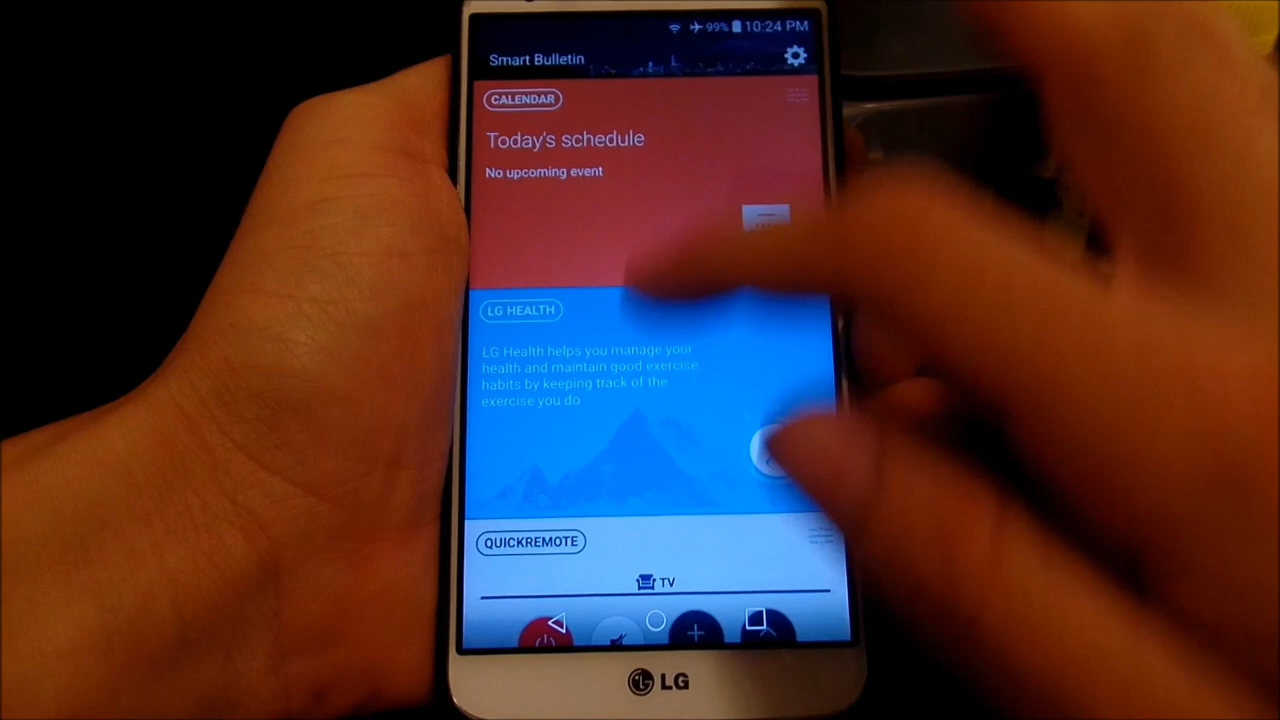 99% 10:24 PM
Smart Bulletin
CALENDAR
Today's schedule
No upcoming event
LG HEALTH
LG Health helps you manage your
health and maintain good exercise
habits by keeping track of the
exercise you do
QUICKREMOTE
TV
LG